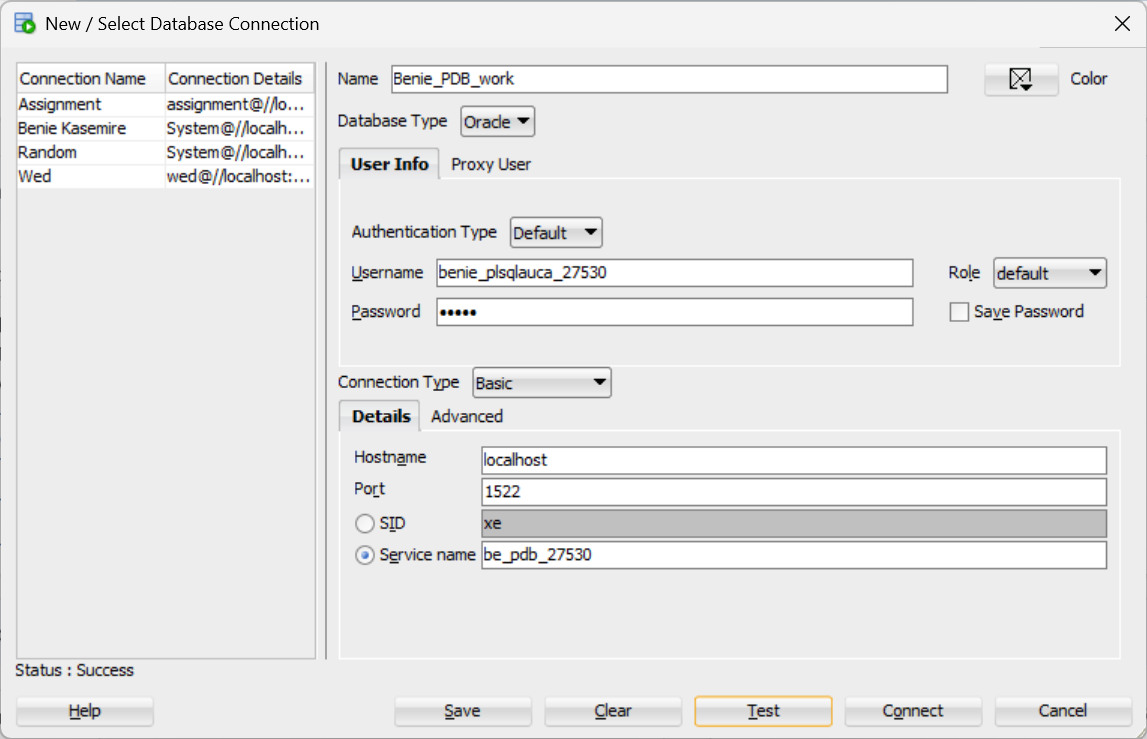 New / Select Database Connection
Connection Name Connection Details
Assignment assignment@//lo...
Benie Kasemire System@//localh...
Random System@//localh...
Wed wed@//localhost:...
Name Benie_PDB_work Color
Database Type Oracle
User Info Proxy User
Authentication Type Default
Username benie_plsqlauca_27530 Role default
Password ••••• Save Password
Connection Type Basic
Details Advanced
Hostname localhost
Port 1522
SID xe
Service name be_pdb_27530
Status : Success
Help Save Clear Test Connect Cancel